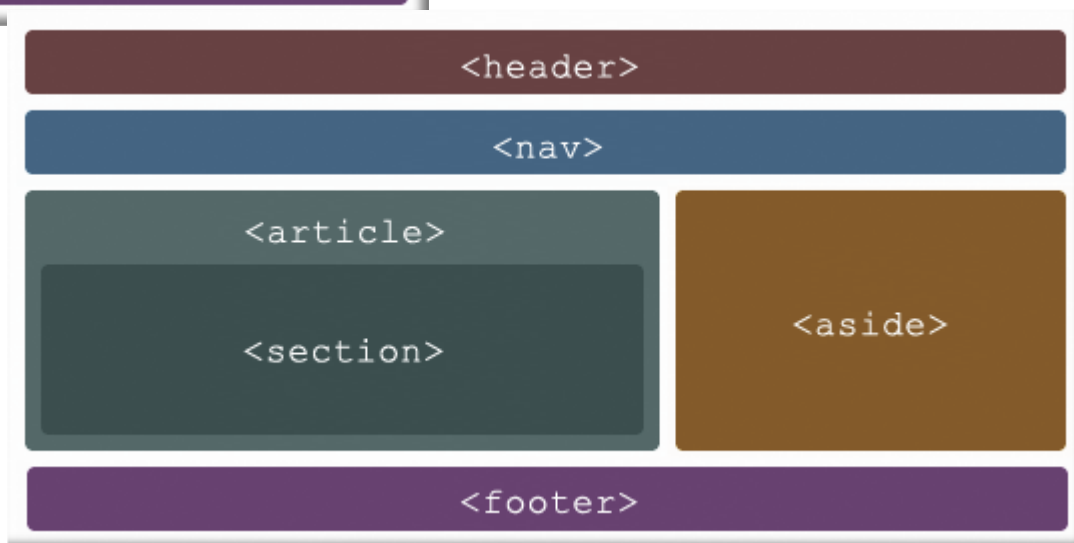 <header>
<nav>
<article>
<section>
<aside>
<footer>